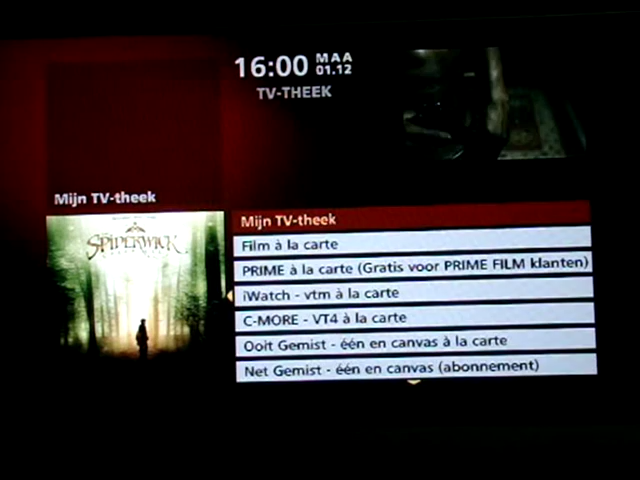 16:00 MAA
01.12
TV-THEEK
Mijn TV-theek
SPIDERWICK
Mijn TV-theek
Film à la carte
PRIME à la carte (Gratis voor PRIME FILM klanten)
iWatch - vtm à la carte
C-MORE - VT4 à la carte
Ooit Gemist - één en canvas à la carte
Net Gemist - één en canvas (abonnement)